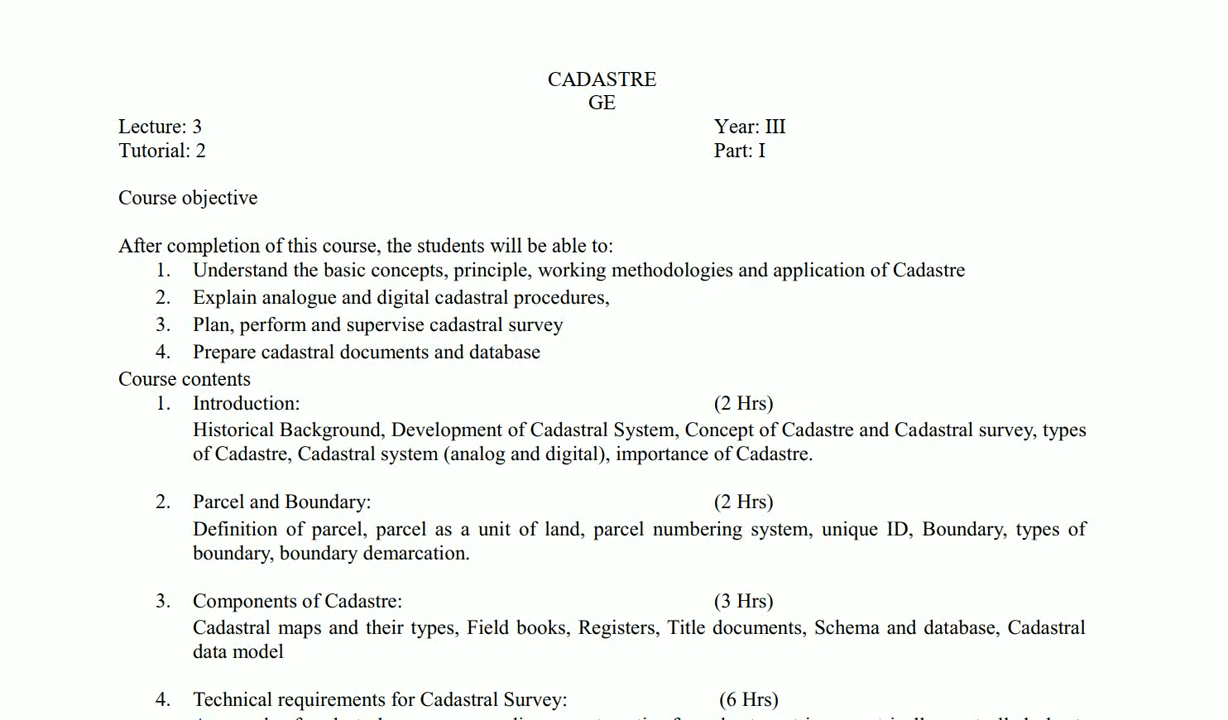 CADASTRE
GE
Lecture: 3 Year: III
Tutorial: 2 Part: I
Course objective
After completion of this course, the students will be able to:
1. Understand the basic concepts, principle, working methodologies and application of Cadastre
2. Explain analogue and digital cadastral procedures,
3. Plan, perform and supervise cadastral survey
4. Prepare cadastral documents and database
Course contents
1. Introduction: (2 Hrs)
Historical Background, Development of Cadastral System, Concept of Cadastre and Cadastral survey, types
of Cadastre, Cadastral system (analog and digital), importance of Cadastre.
2. Parcel and Boundary: (2 Hrs)
Definition of parcel, parcel as a unit of land, parcel numbering system, unique ID, Boundary, types of
boundary, boundary demarcation.
3. Components of Cadastre: (3 Hrs)
Cadastral maps and their types, Field books, Registers, Title documents, Schema and database, Cadastral
data model
4. Technical requirements for Cadastral Survey: (6 Hrs)